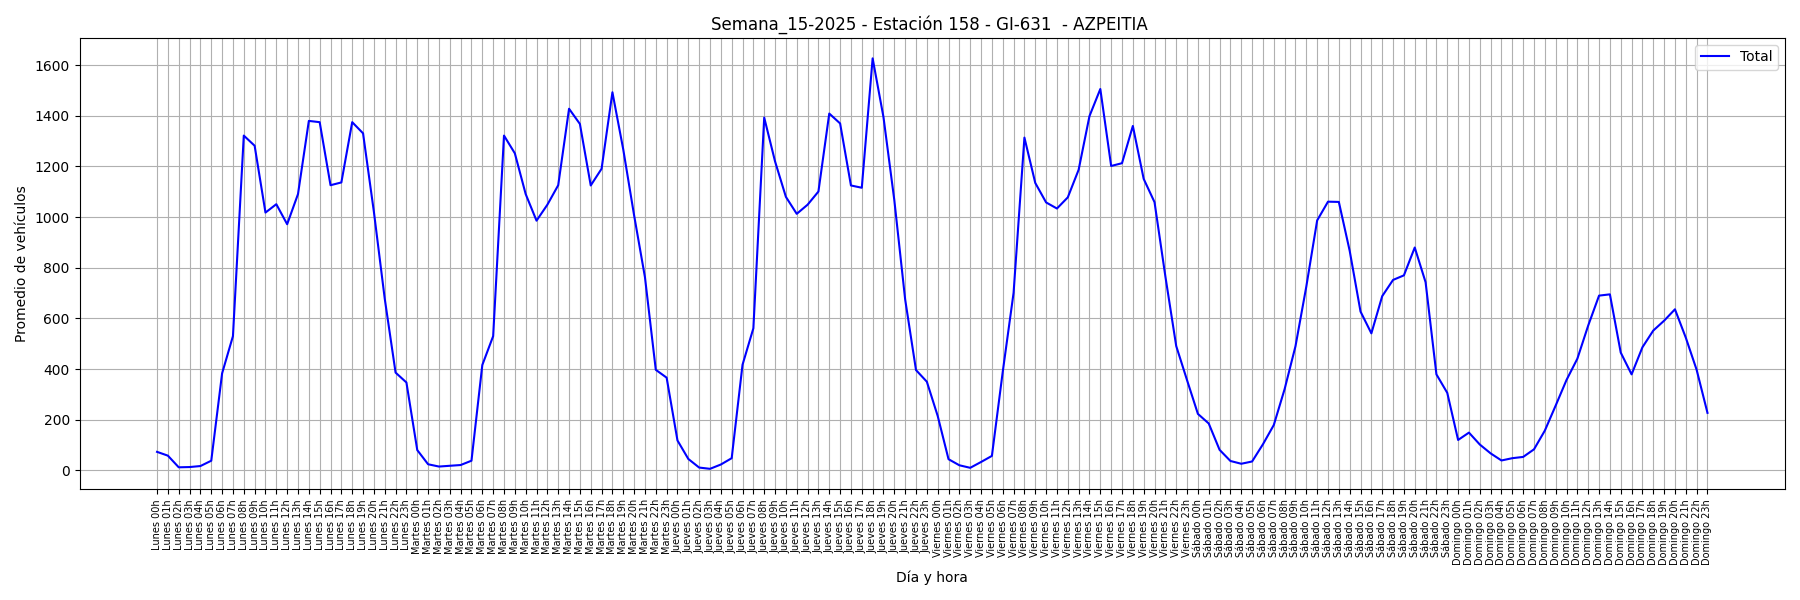 Semana_15-2025 - Estación 158 - GI-631  - AZPEITIA
Total
Promedio de vehículos
1600
1400
1200
1000
800
600
400
200
0
Lunes 00h
Lunes 01h
Lunes 02h
Lunes 03h
Lunes 04h
Lunes 05h
Lunes 06h
Lunes 07h
Lunes 08h
Lunes 09h
Lunes 10h
Lunes 11h
Lunes 12h
Lunes 13h
Lunes 14h
Lunes 15h
Lunes 16h
Lunes 17h
Lunes 18h
Lunes 19h
Lunes 20h
Lunes 21h
Lunes 22h
Lunes 23h
Martes 00h
Martes 01h
Martes 02h
Martes 03h
Martes 04h
Martes 05h
Martes 06h
Martes 07h
Martes 08h
Martes 09h
Martes 10h
Martes 11h
Martes 12h
Martes 13h
Martes 14h
Martes 15h
Martes 16h
Martes 17h
Martes 18h
Martes 19h
Martes 20h
Martes 21h
Martes 22h
Martes 23h
Jueves 00h
Jueves 01h
Jueves 02h
Jueves 03h
Jueves 04h
Jueves 05h
Jueves 06h
Jueves 07h
Jueves 08h
Jueves 09h
Jueves 10h
Jueves 11h
Jueves 12h
Jueves 13h
Jueves 14h
Jueves 15h
Jueves 16h
Jueves 17h
Jueves 18h
Jueves 19h
Jueves 20h
Jueves 21h
Jueves 22h
Jueves 23h
Viernes 00h
Viernes 01h
Viernes 02h
Viernes 03h
Viernes 04h
Viernes 05h
Viernes 06h
Viernes 07h
Viernes 08h
Viernes 09h
Viernes 10h
Viernes 11h
Viernes 12h
Viernes 13h
Viernes 14h
Viernes 15h
Viernes 16h
Viernes 17h
Viernes 18h
Viernes 19h
Viernes 20h
Viernes 21h
Viernes 22h
Viernes 23h
Sábado 00h
Sábado 01h
Sábado 02h
Sábado 03h
Sábado 04h
Sábado 05h
Sábado 06h
Sábado 07h
Sábado 08h
Sábado 09h
Sábado 10h
Sábado 11h
Sábado 12h
Sábado 13h
Sábado 14h
Sábado 15h
Sábado 16h
Sábado 17h
Sábado 18h
Sábado 19h
Sábado 20h
Sábado 21h
Sábado 22h
Sábado 23h
Domingo 00h
Domingo 01h
Domingo 02h
Domingo 03h
Domingo 04h
Domingo 05h
Domingo 06h
Domingo 07h
Domingo 08h
Domingo 09h
Domingo 10h
Domingo 11h
Domingo 12h
Domingo 13h
Domingo 14h
Domingo 15h
Domingo 16h
Domingo 17h
Domingo 18h
Domingo 19h
Domingo 20h
Domingo 21h
Domingo 22h
Domingo 23h
Día y hora